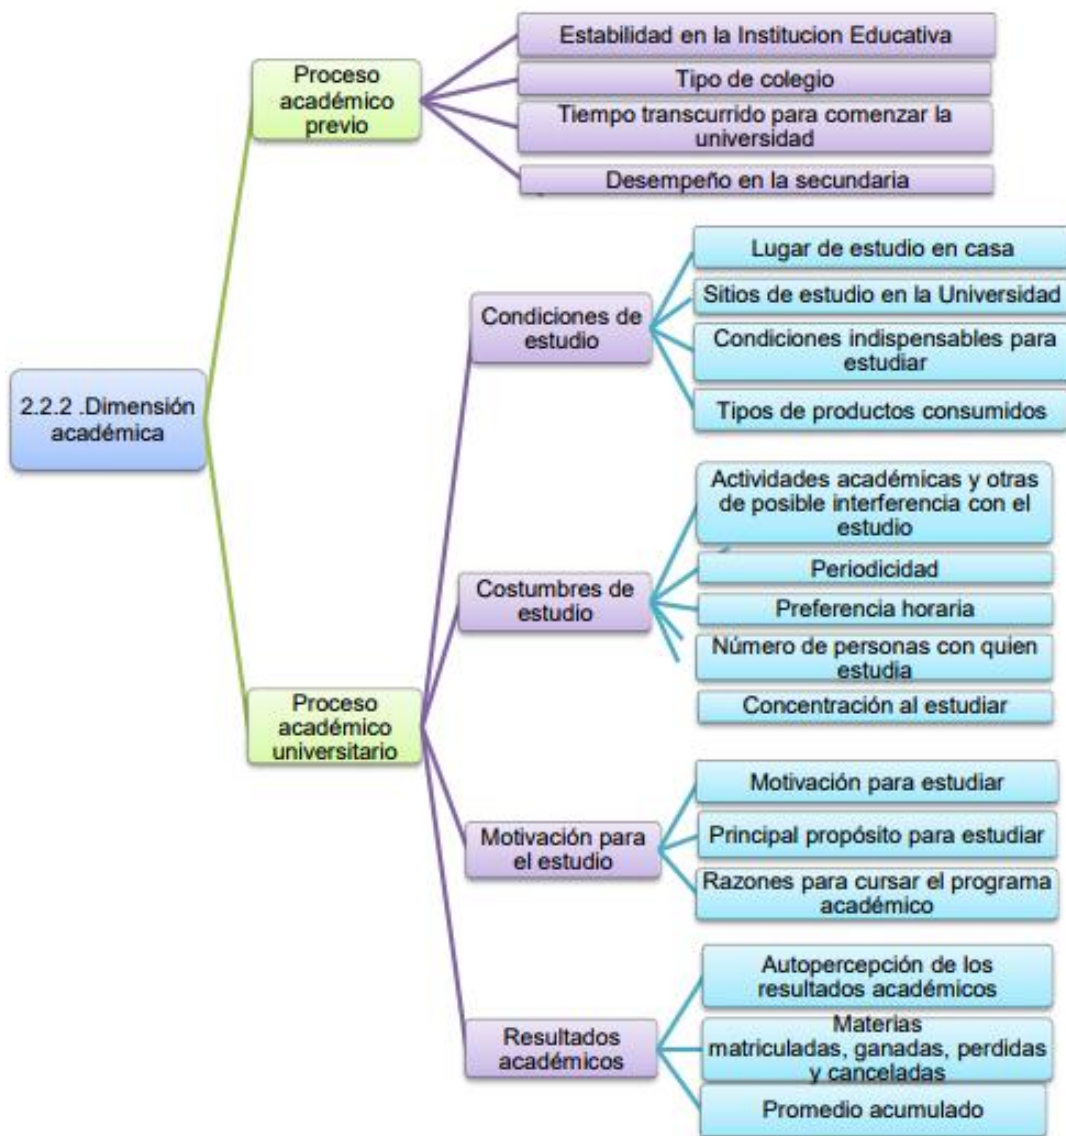 Estabilidad en la Institucion Educativa
Proceso
académico
previo
Tipo de colegio
Tiempo transcurrido para comenzar la
universidad
Desempeño en la secundaria
Lugar de estudio en casa
Sitios de estudio en la Universidad
Condiciones de
estudio
Condiciones indispensables para
estudiar
Tipos de productos consumidos
2.2.2 .Dimensión
académica
Actividades académicas y otras
de posible interferencia con el
estudio
Periodicidad
Costumbres de
estudio
Preferencia horaria
Número de personas con quien
estudia
Concentración al estudiar
Proceso
académico
universitario
Motivación para estudiar
Motivación para
el estudio
Principal propósito para estudiar
Razones para cursar el programa
académico
Autopercepción de los
resultados académicos
Resultados
académicos
Materias
matriculadas, ganadas, perdidas
y canceladas
Promedio acumulado